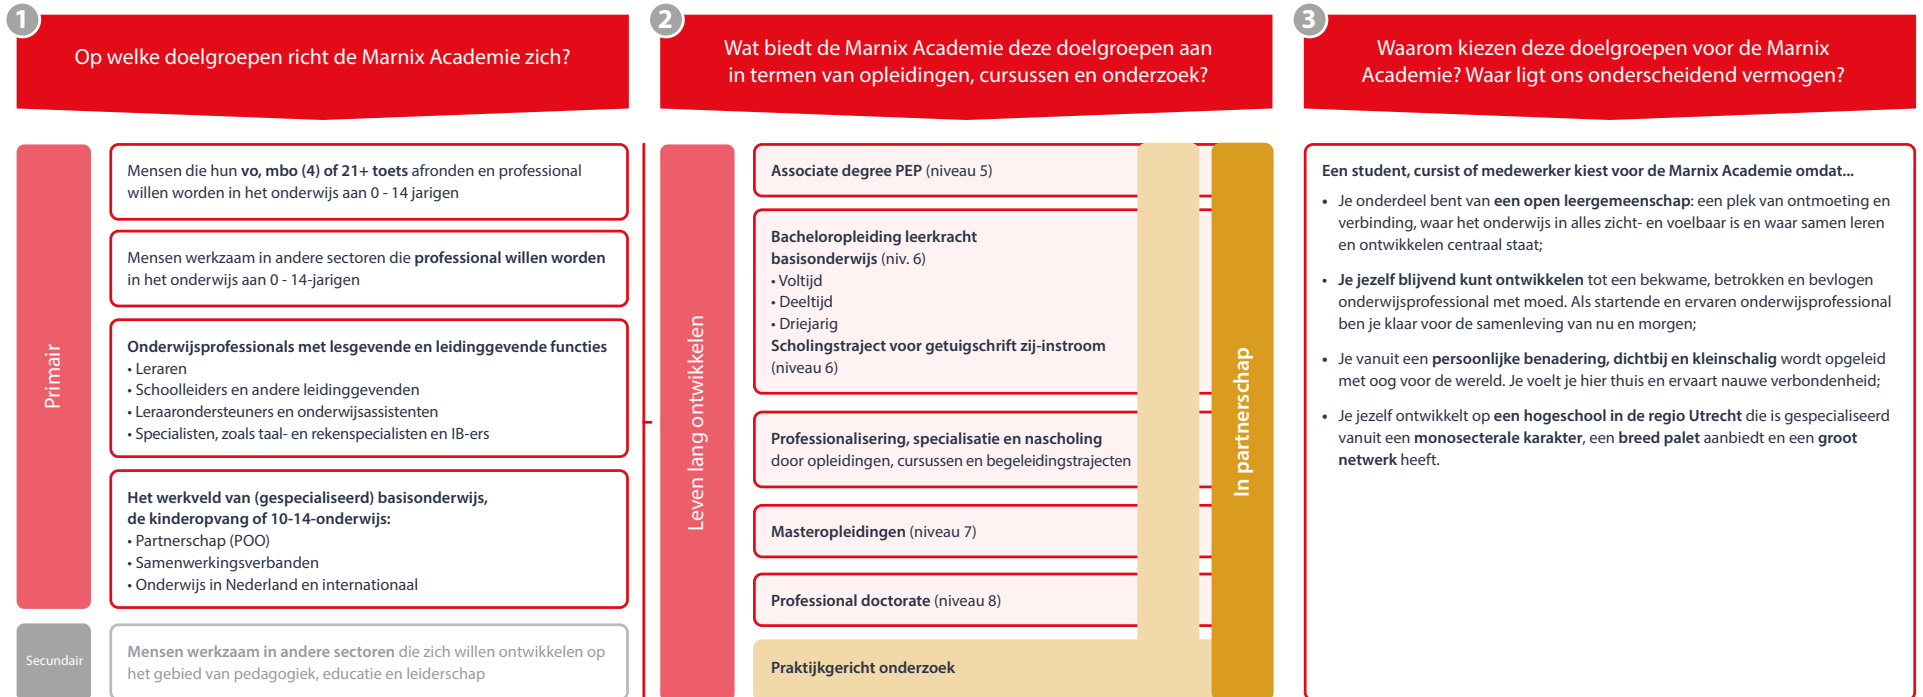 1
Op welke doelgroepen richt de Marnix Academie zich?
Primair
Mensen die hun vo, mbo (4) of 21+ toets afronden en professional
willen worden in het onderwijs aan 0 - 14 jarigen
Mensen werkzaam in andere sectoren die professional willen worden
in het onderwijs aan 0 - 14-jarigen
Onderwijsprofessionals met lesgevende en leidinggevende functies
• Leraren
• Schoolleiders en andere leidinggevenden
• Leraarondersteuners en onderwijsassistenten
• Specialisten, zoals taal- en rekenspecialisten en IB-ers
Het werkveld van (gespecialiseerd) basisonderwijs,
de kinderopvang of 10-14-onderwijs:
• Partnerschap (POO)
• Samenwerkingsverbanden
• Onderwijs in Nederland en internationaal
Secundair
Mensen werkzaam in andere sectoren die zich willen ontwikkelen op
het gebied van pedagogiek, educatie en leiderschap
2
Wat biedt de Marnix Academie deze doelgroepen aan
in termen van opleidingen, cursussen en onderzoek?
Leven lang ontwikkelen
Associate degree PEP (niveau 5)
Bacheloropleiding leerkracht
basisonderwijs (niv. 6)
• Voltijd
• Deeltijd
• Driejarig
Scholingstraject voor getuigschrift zij-instroom
(niveau 6)
Professionalisering, specialisatie en nascholing
door opleidingen, cursussen en begeleidingstrajecten
Masteropleidingen (niveau 7)
Professional doctorate (niveau 8)
Praktijkgericht onderzoek
In partnerschap
3
Waarom kiezen deze doelgroepen voor de Marnix
Academie? Waar ligt ons onderscheidend vermogen?
Een student, cursist of medewerker kiest voor de Marnix Academie omdat...
• Je onderdeel bent van een open leergemeenschap: een plek van ontmoeting en
verbinding, waar het onderwijs in alles zicht- en voelbaar is en waar samen leren
en ontwikkelen centraal staat;
• Je jezelf blijvend kunt ontwikkelen tot een bekwame, betrokken en bevlogen
onderwijsprofessional met moed. Als startende en ervaren onderwijsprofessional
ben je klaar voor de samenleving van nu en morgen;
• Je vanuit een persoonlijke benadering, dichtbij en kleinschalig wordt opgeleid
met oog voor de wereld. Je voelt je hier thuis en ervaart nauwe verbondenheid;
• Je jezelf ontwikkelt op een hogeschool in de regio Utrecht die is gespecialiseerd
vanuit een monosecterale karakter, een breed palet aanbiedt en een groot
netwerk heeft.